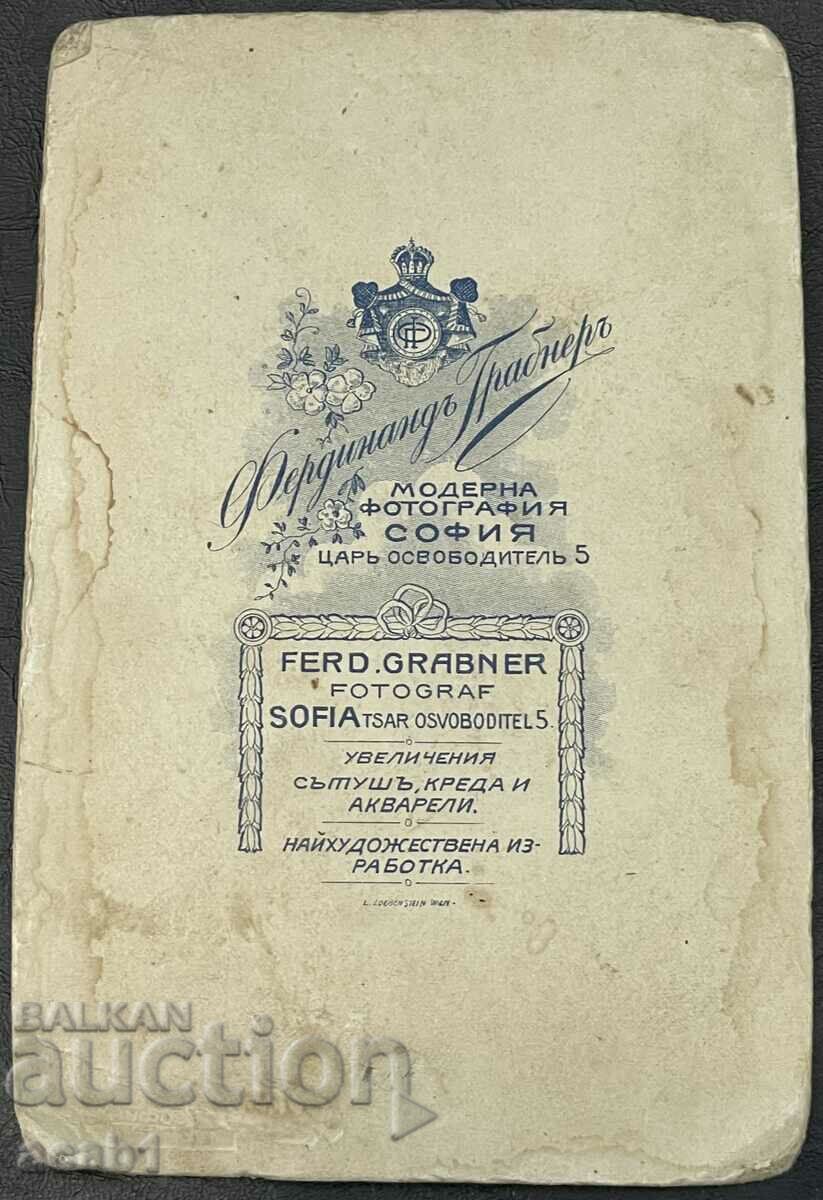 Фердинандъ Грабнеръ
МОДЕРНА
ФОТОГРАФИЯ
СОФИЯ
ЦАРЬ ОСВОБОДИТЕЛЬ 5
FERD. GRABNER
FOTOGRAF
SOFIA TSAR OSVOBODITEL 5.
УВЕЛИЧЕНИЯ
СЪТУШЪ, КРЕДА И
АКВАРЕЛИ.
НАЙХУДОЖЕСТВЕНА ИЗ-
РАБОТКА.
BALKAN
auction
acab1